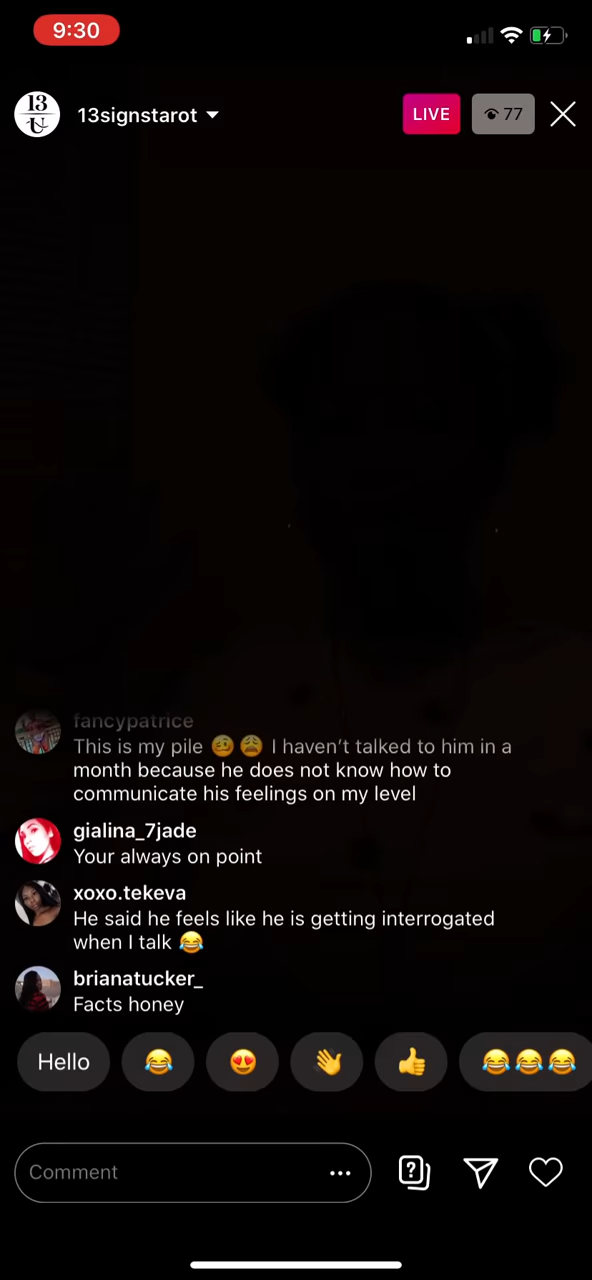 9:30
13
U
13signstarot
LIVE
77
fancypatrice
This is my pile 🥴😩 I haven't talked to him in a
month because he does not know how to
communicate his feelings on my level
gialina_7jade
Your always on point
xoxo.tekeva
He said he feels like he is getting interrogated
when I talk 😂
brianatucker_
Facts honey
Hello 😂 😍 👋 👍 😂😂😂
Comment